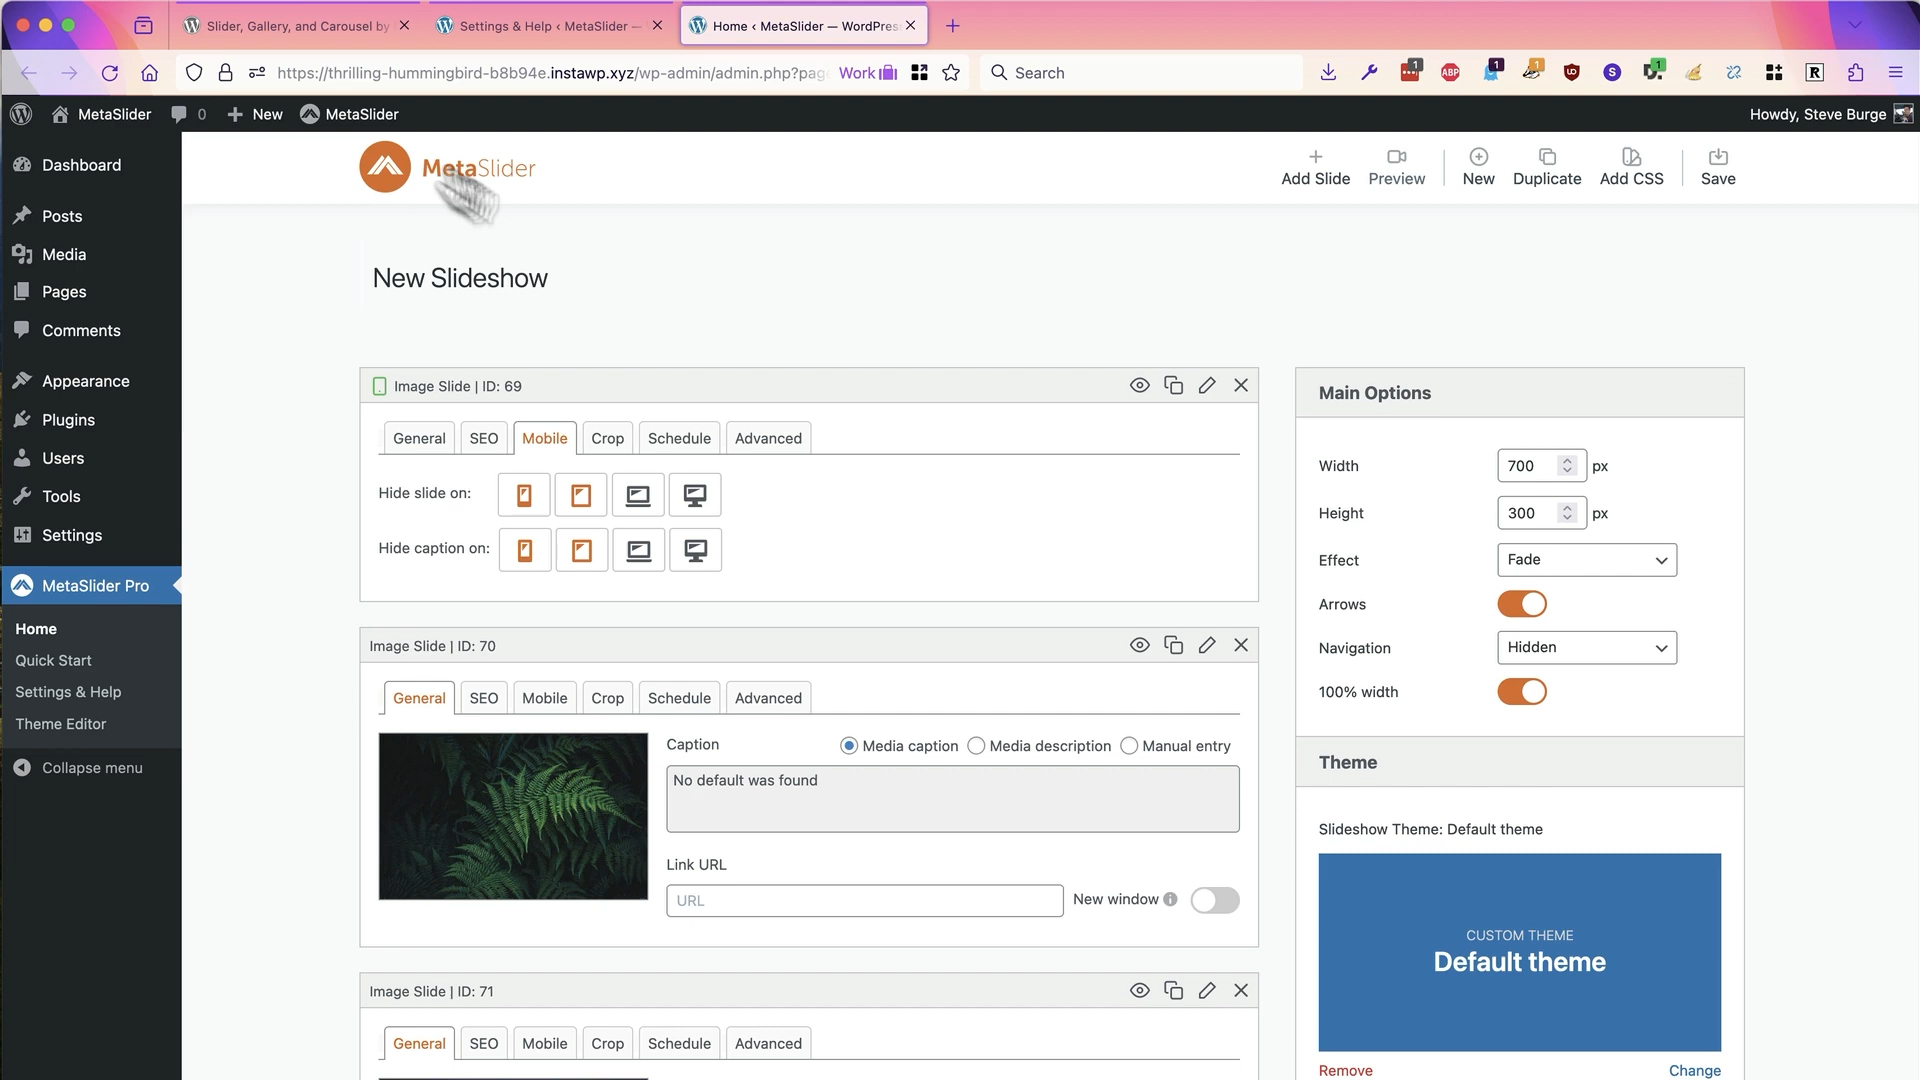 Slider, Gallery, and Carousel by
Settings & Help ‹ MetaSlider —
Home ‹ MetaSlider — WordPres
https://thrilling-hummingbird-b8b94e.instawp.xyz/wp-admin/admin.php?pag
Work
Search
1
ABP
1
1
S
1
R
MetaSlider
0
New
MetaSlider
Howdy, Steve Burge
Dashboard
Posts
Media
Pages
Comments
Appearance
Plugins
Users
Tools
Settings
MetaSlider Pro
Home
Quick Start
Settings & Help
Theme Editor
Collapse menu
MetaSlider
Add Slide
Preview
New
Duplicate
Add CSS
Save
New Slideshow
Image Slide | ID: 69
General
SEO
Mobile
Crop
Schedule
Advanced
Hide slide on:
Hide caption on:
Image Slide | ID: 70
General
SEO
Mobile
Crop
Schedule
Advanced
Caption
Media caption
Media description
Manual entry
No default was found
Link URL
URL
New window
Image Slide | ID: 71
General
SEO
Mobile
Crop
Schedule
Advanced
Main Options
Width
700
px
Height
300
px
Effect
Fade
Arrows
Navigation
Hidden
100% width
Theme
Slideshow Theme: Default theme
CUSTOM THEME
Default theme
Remove
Change